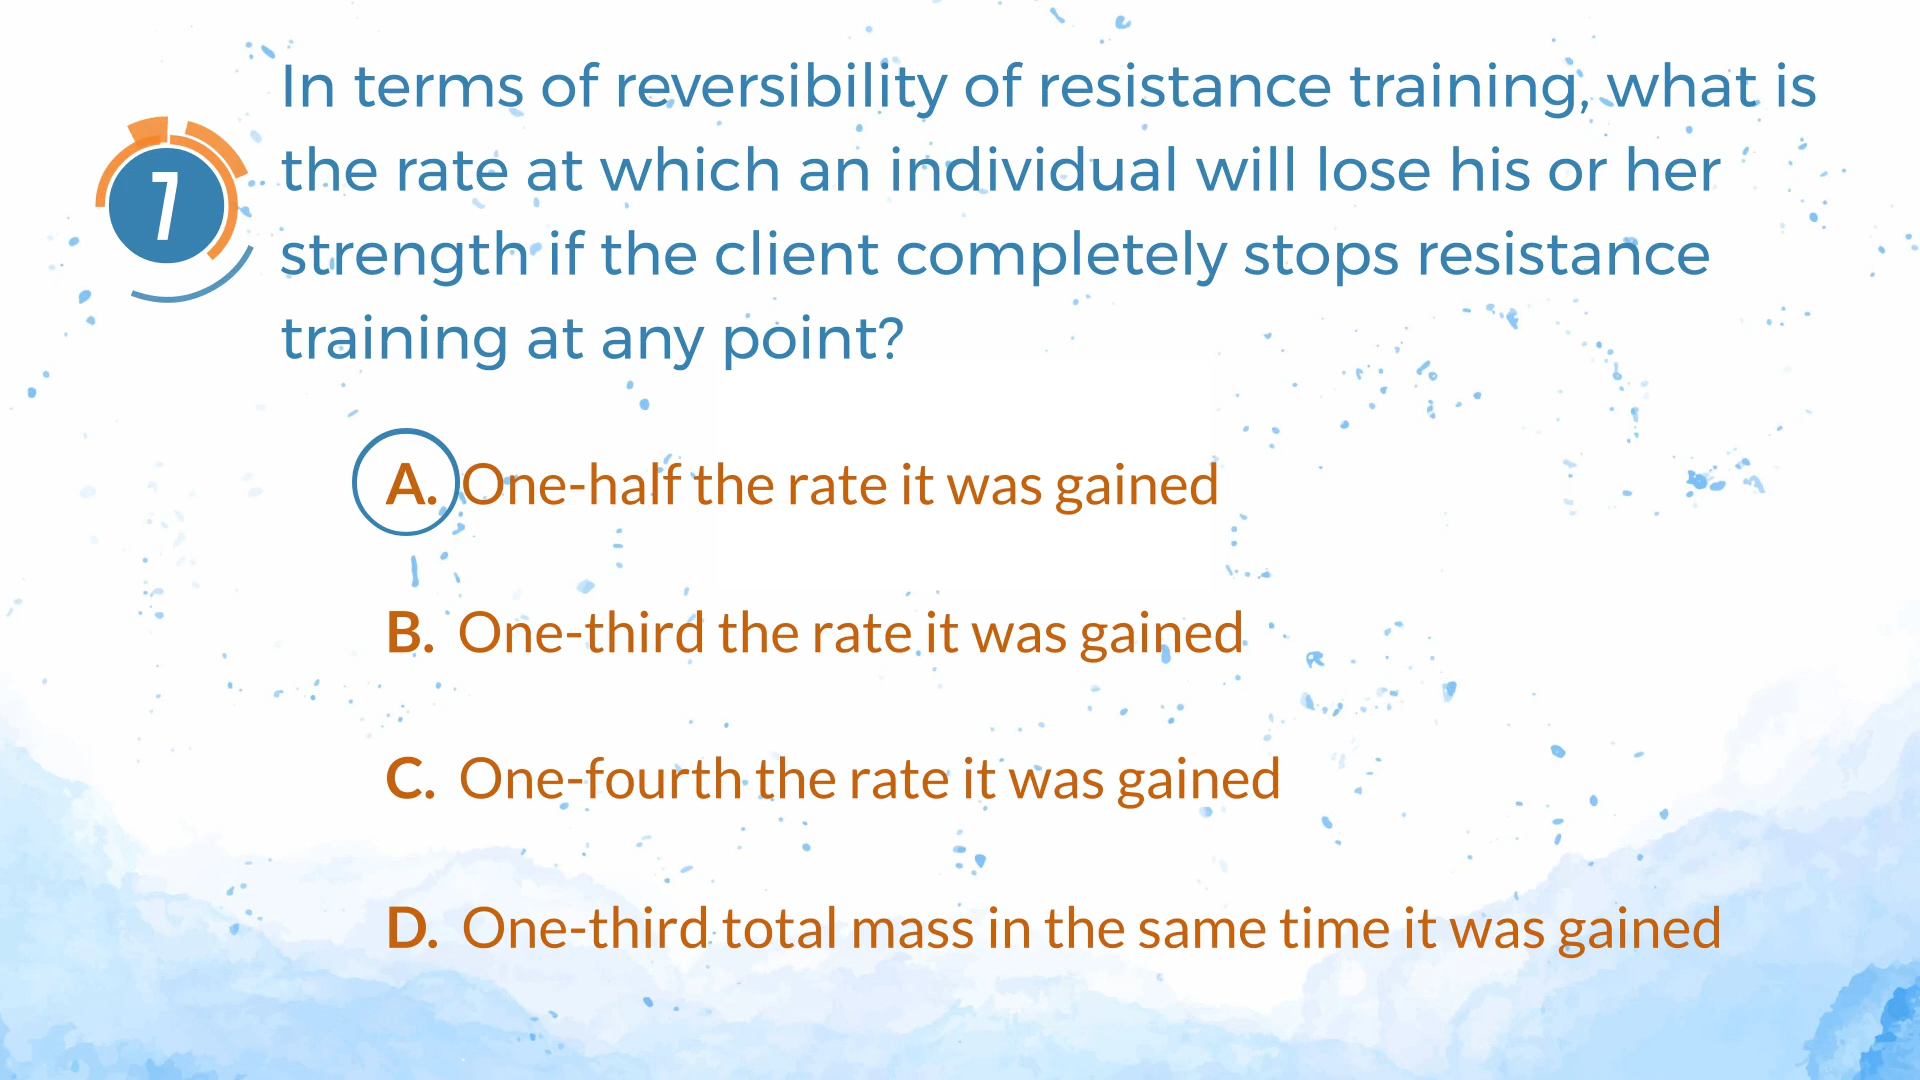 7
In terms of reversibility of resistance training, what is
the rate at which an individual will lose his or her
strength if the client completely stops resistance
training at any point?
A. One-half the rate it was gained
B. One-third the rate it was gained
C. One-fourth the rate it was gained
D. One-third total mass in the same time it was gained